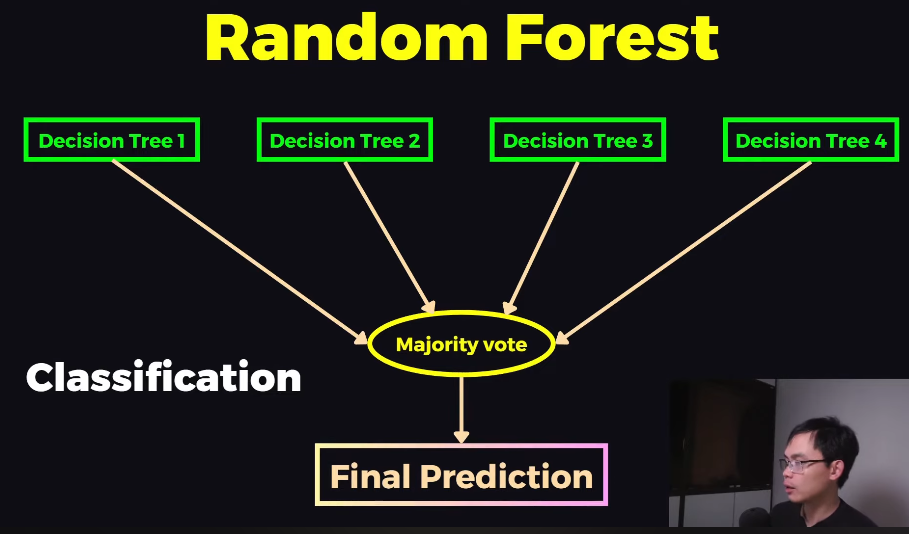 Random Forest
Decision Tree 1
Decision Tree 2
Decision Tree 3
Decision Tree 4
Majority vote
Classification
Final Prediction